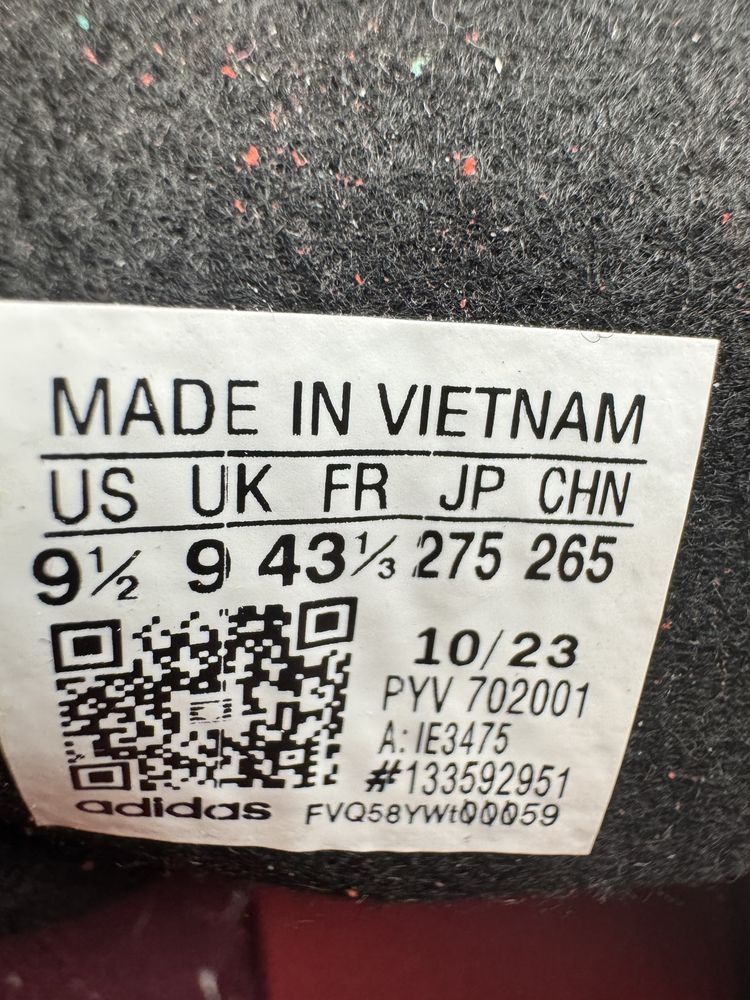 MADE IN VIETNAM
US UK FR JP CHN
9½ 9 43⅓ 275 265
10/23
PYV 702001
A: IE3475
#133592951
adidas FVQ58YWt00059